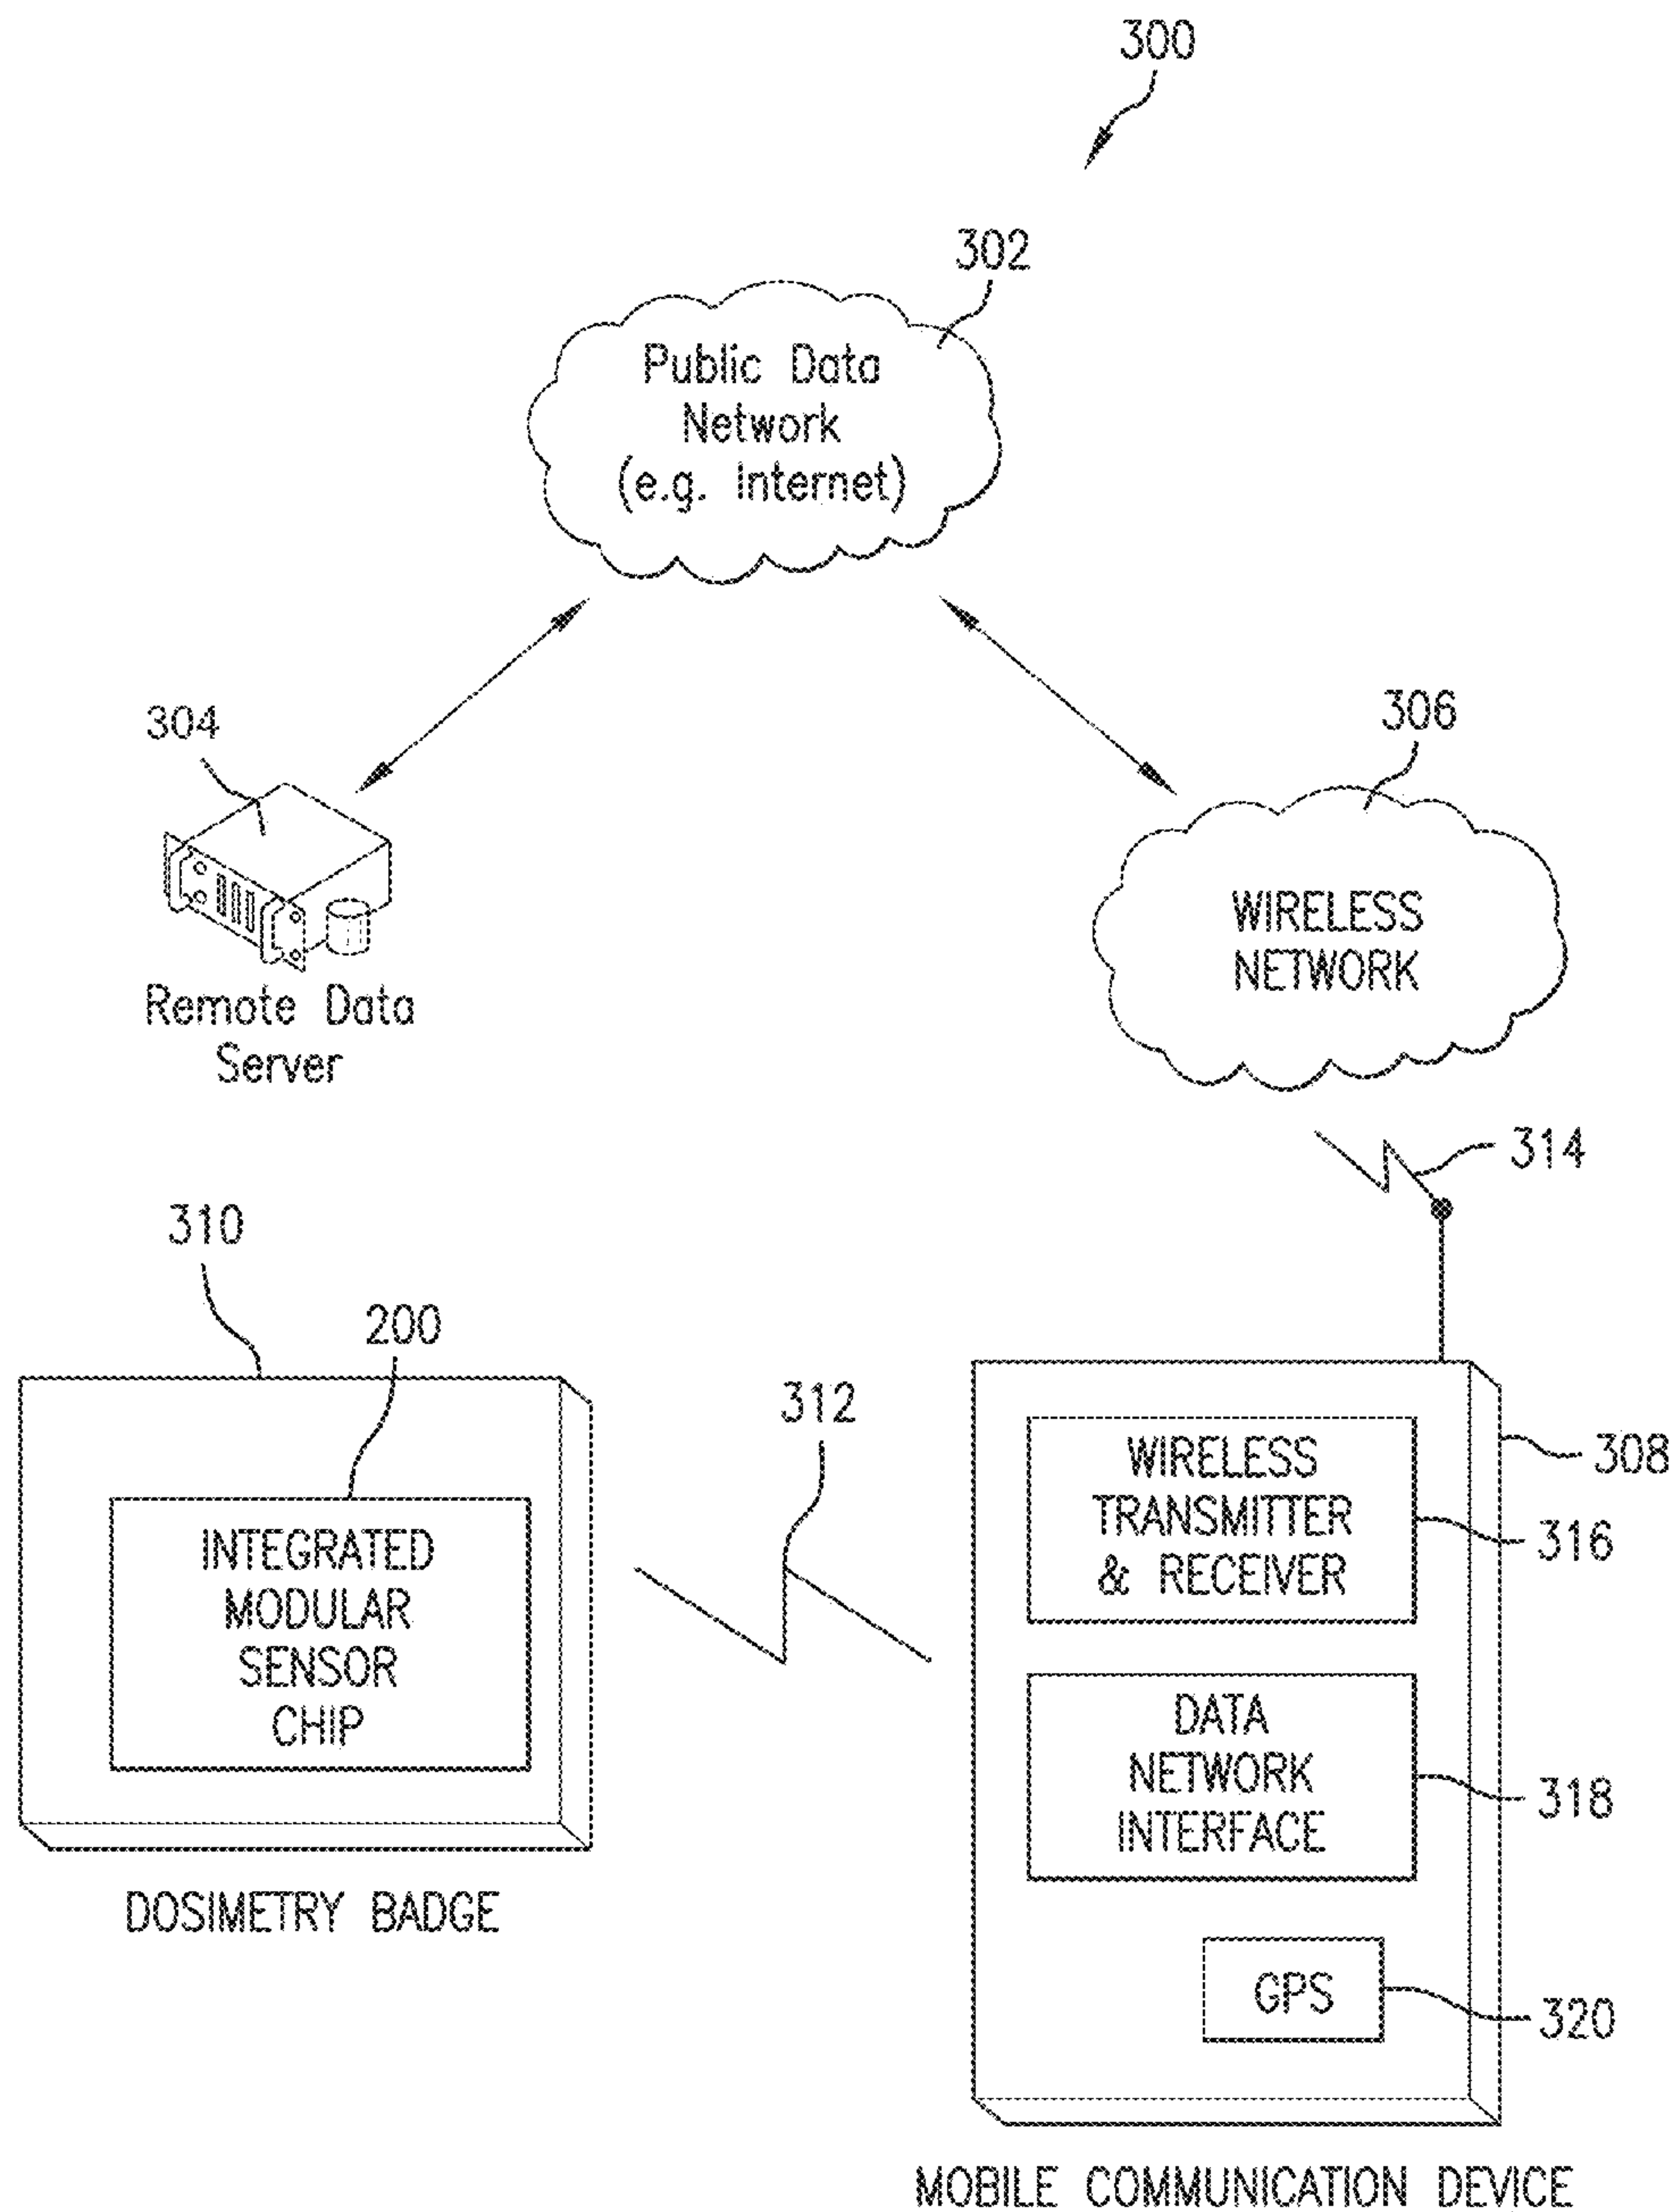 300
302
Public Data
Network
(e.g. Internet)
304
Remote Data
Server
306
WIRELESS
NETWORK
314
310
200
INTEGRATED
MODULAR
SENSOR
CHIP
DOSIMETRY BADGE
312
308
WIRELESS
TRANSMITTER
& RECEIVER
316
DATA
NETWORK
INTERFACE
318
GPS
320
MOBILE COMMUNICATION DEVICE